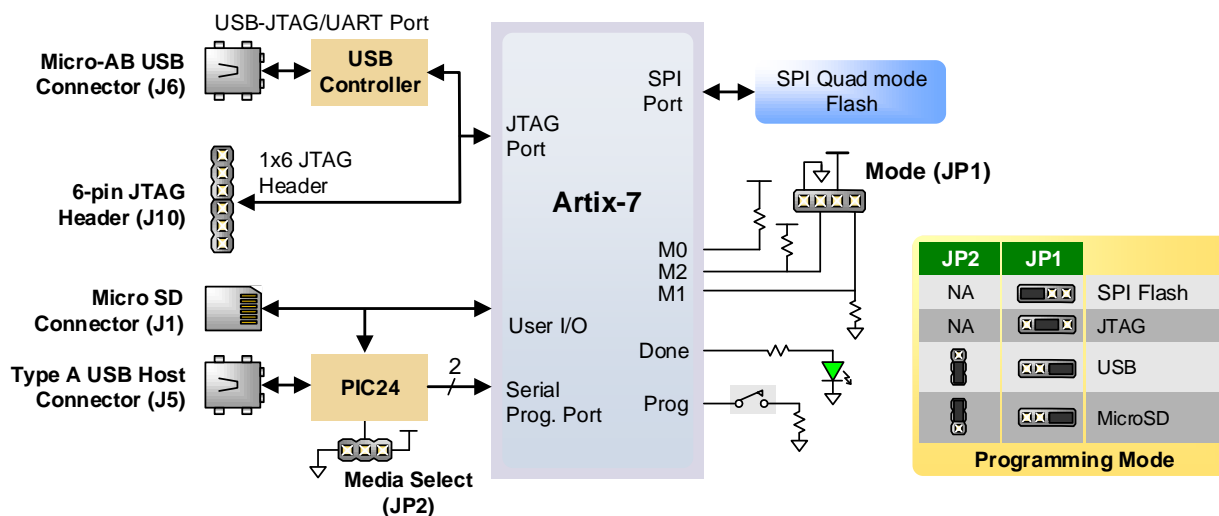 USB-JTAG/UART Port
Micro-AB USB
Connector (J6)
USB
Controller
6-pin JTAG
Header (J10)
1x6 JTAG
Header
Micro SD
Connector (J1)
Type A USB Host
Connector (J5)
PIC24
2
Media Select
(JP2)
JTAG
Port
User I/O
Serial
Prog. Port
Artix-7
SPI
Port
M0
M2
M1
Done
Prog
SPI Quad mode
Flash
Mode (JP1)
JP2 JP1
NA SPI Flash
NA JTAG
USB
MicroSD
Programming Mode